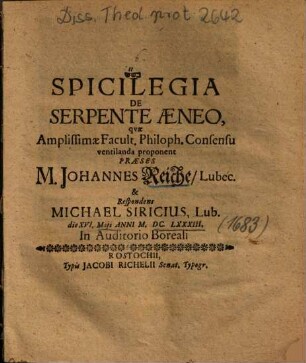 Diss. Theol prot 2642
SPICILEGIA
DE
SERPENTE ÆNEO,
qvæ
Amplissimæ Facult. Philoph. Consensu
ventilanda proponent
PRÆSES
M. JOHANNES Reiche/ Lubec.
&
Respondens
MICHAEL SIRICIUS, Lub.
die XVI, Maji ANNI M, DC. LXXXIII,
(1683)
In Auditorio Boreali
ROSTOCHII,
Typis JACOBI RICHELII Senat, Typogr.